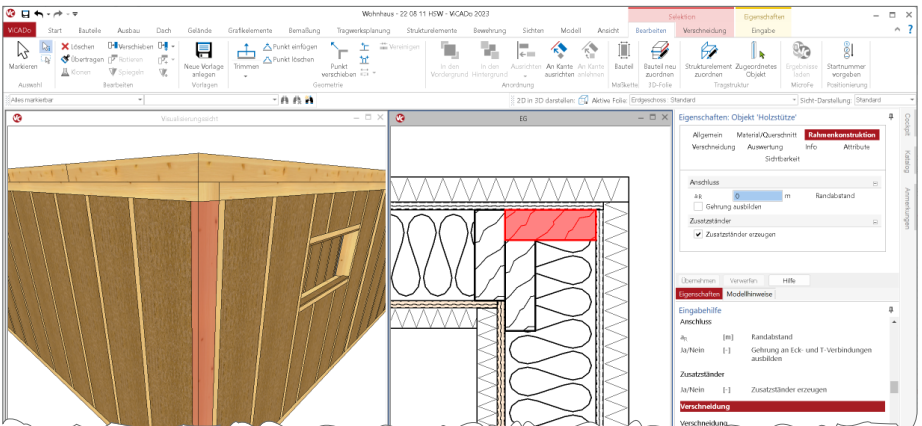 Wohnhaus - 22 08 11 HSW - ViCADo 2023
Selektion
Eigenschaften
ViCADo Start Bauteile Ausbau Dach Gelände Grafikelemente Bemaßung Tragwerksplanung Strukturelemente Bewehrung Sichten Modell Ansicht Bearbeiten Verschneidung Eingabe
Löschen Verschieben
Übertragen Rotieren
Klonen Spiegeln
Markieren
Neue Vorlage anlegen
Trimmen
Punkt einfügen
Punkt löschen
Punkt verschieben
Vereinigen
In den Vordergrund
In den Hintergrund
Ausrichten
An Kante ausrichten
An Kante anlehnen
Bauteil
Bauteil neu zuordnen
Strukturelement zuordnen
Zugeordnetes Objekt
Ergebnisse laden
Startnummer vorgeben
Auswahl Bearbeiten Vorlagen Geometrie Anordnung Maßkette 3D-Folie Tragstruktur MicroFe Positionierung
Alles markierbar
2D in 3D darstellen: Aktive Folie: Erdgeschoss Standard Sicht-Darstellung: Standard
Visualisierungssicht
EG
Eigenschaften: Objekt 'Holzstütze'
Allgemein Material/Querschnitt Rahmenkonstruktion
Verschneidung Auswertung Info Attribute
Sichtbarkeit
Anschluss
aR 0 m Randabstand
Gehrung ausbilden
Zusatzständer
Zusatzständer erzeugen
Übernehmen Verwerfen Hilfe
Eigenschaften Modellhinweise
Eingabehilfe
Anschluss
aR [m] Randabstand
Ja/Nein [-] Gehrung an Eck- und T-Verbindungen
ausbilden
Zusatzständer
Ja/Nein [-] Zusatzständer erzeugen
Verschneidung
Verschneidung
Cockpit
Katalog
Anmerkungen